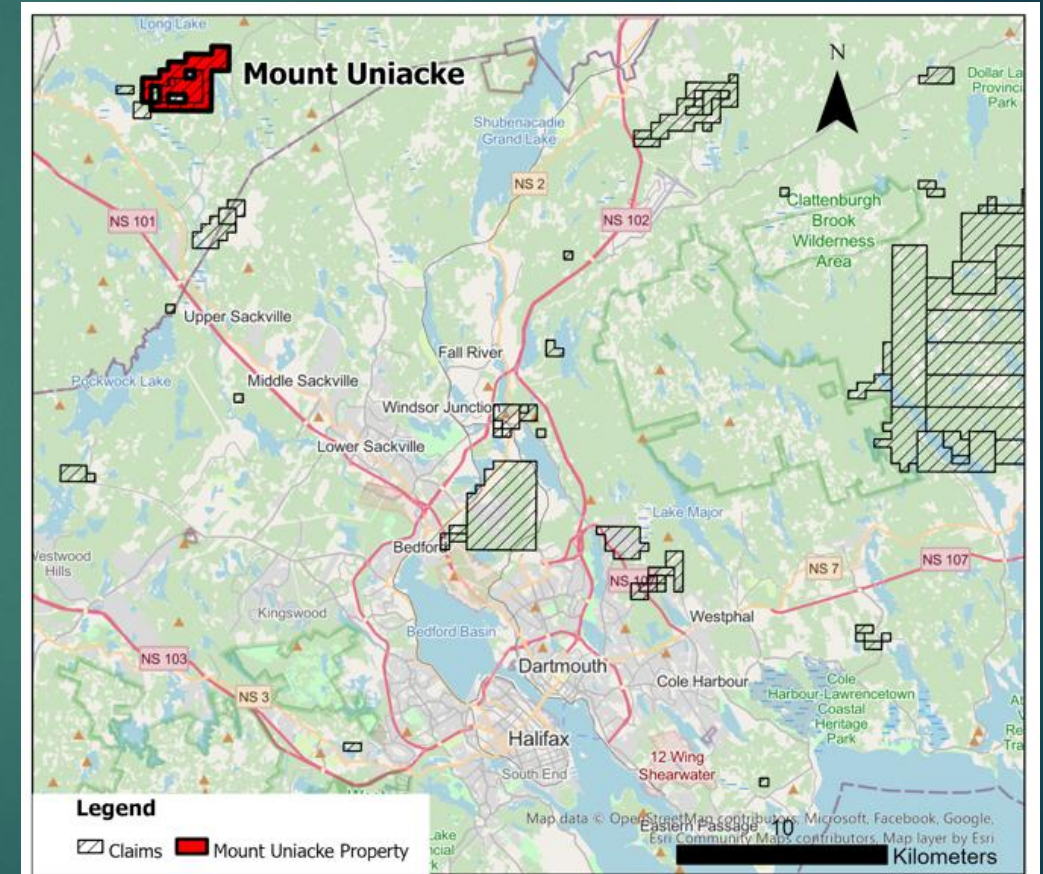 Long Lake
Mount Uniacke
N
Dollar La
Provinci
Park
Shubenacadie
Grand Lake
NS 2
NS 101
NS 102
Clattenburgh
Brook
Wilderness
Area
Upper Sackville
Fall River
Pockwock Lake
Middle Sackville
Windsor Junction
Lower Sackville
Lake Major
Bedford
Westwood
Hills
NS 7
NS 107
NS 10
Kingswood
Westphal
Bedford Basin
NS 103
Dartmouth
NS 3
Cole Harbour
Cole
Harbour-Lawrencetown
Coastal
Heritage
Park
Halifax
12 Wing
Shearwater
South End
Legend
Claims
Mount Uniacke Property
Lake
Map data © OpenStreetMap contributors, Microsoft, Facebook, Google,
Eastern Passage
Esri Community Maps contributors, Map layer by Esri
10
Kilometers